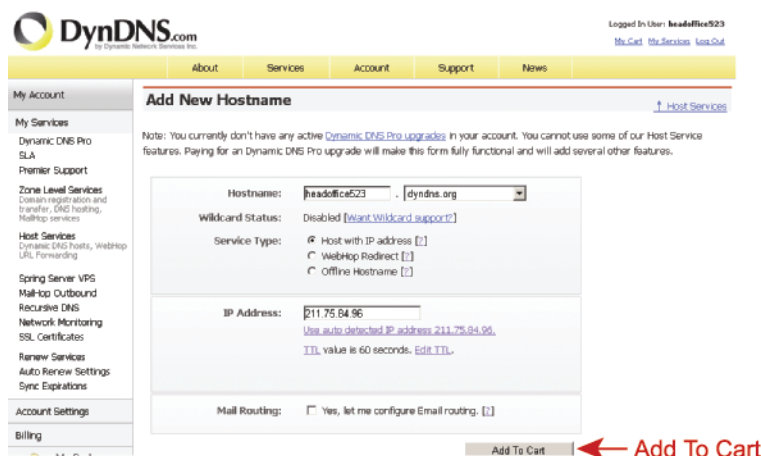 DynDNS.com
by Dynamic Network Services Inc.
Logged In User: headoffice523
My Cart My Services Log Out
About Services Account Support News
My Account
My Services
Dynamic DNS Pro
SLA
Premier Support
Zone Level Services
Domain registration and
transfer, DNS hosting,
MailHop services
Host Services
Dynamic DNS hosts, WebHop
URL Forwarding
Spring Server VPS
MailHop Outbound
Recursive DNS
Network Monitoring
SSL Certificates
Renew Services
Auto Renew Settings
Sync Expirations
Account Settings
Billing
Add New Hostname
↑ Host Services
Note: You currently don't have any active Dynamic DNS Pro upgrades in your account. You cannot use some of our Host Service
features. Paying for an Dynamic DNS Pro upgrade will make this form fully functional and will add several other features.
Hostname: headoffice523 . dyndns.org
Wildcard Status: Disabled [Want Wildcard support?]
Service Type: Host with IP address [?]
WebHop Redirect [?]
Offline Hostname [?]
IP Address: 211.75.84.96
Use auto detected IP address 211.75.84.96.
TTL value is 60 seconds. Edit TTL.
Mail Routing: Yes, let me configure Email routing. [?]
Add To Cart
Add To Cart